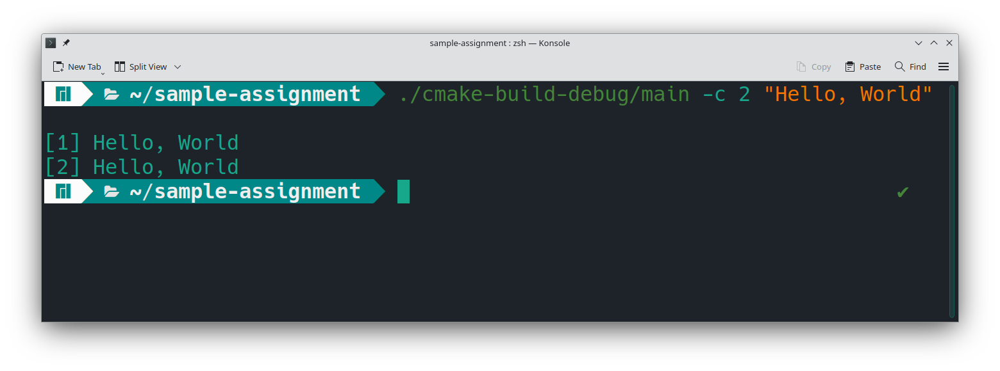 sample-assignment : zsh — Konsole
New Tab Split View Copy Paste Find
~/sample-assignment ./cmake-build-debug/main -c 2 "Hello, World"
[1] Hello, World
[2] Hello, World
~/sample-assignment ✔